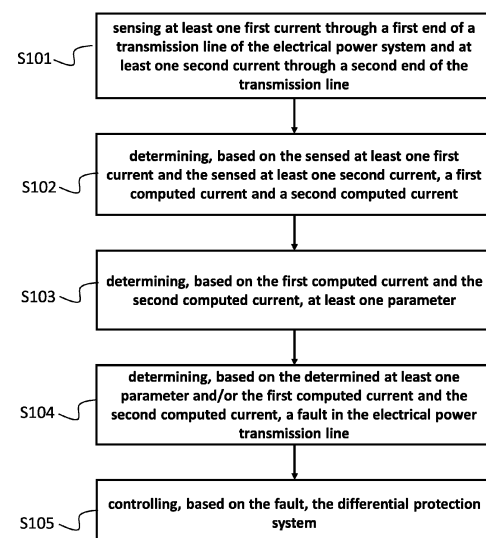 S101
sensing at least one first current through a first end of a
transmission line of the electrical power system and at
least one second current through a second end of the
transmission line
S102
determining, based on the sensed at least one first
current and the sensed at least one second current, a first
computed current and a second computed current
S103
determining, based on the first computed current and the
second computed current, at least one parameter
S104
determining, based on the determined at least one
parameter and/or the first computed current and the
second computed current, a fault in the electrical power
transmission line
S105
controlling, based on the fault, the differential protection
system